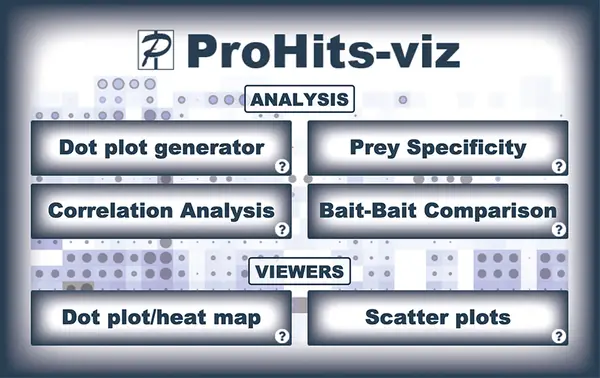 ProHits-viz
ANALYSIS
Dot plot generator
?
Prey Specificity
?
Correlation Analysis
?
Bait-Bait Comparison
?
VIEWERS
Dot plot/heat map
?
Scatter plots
?